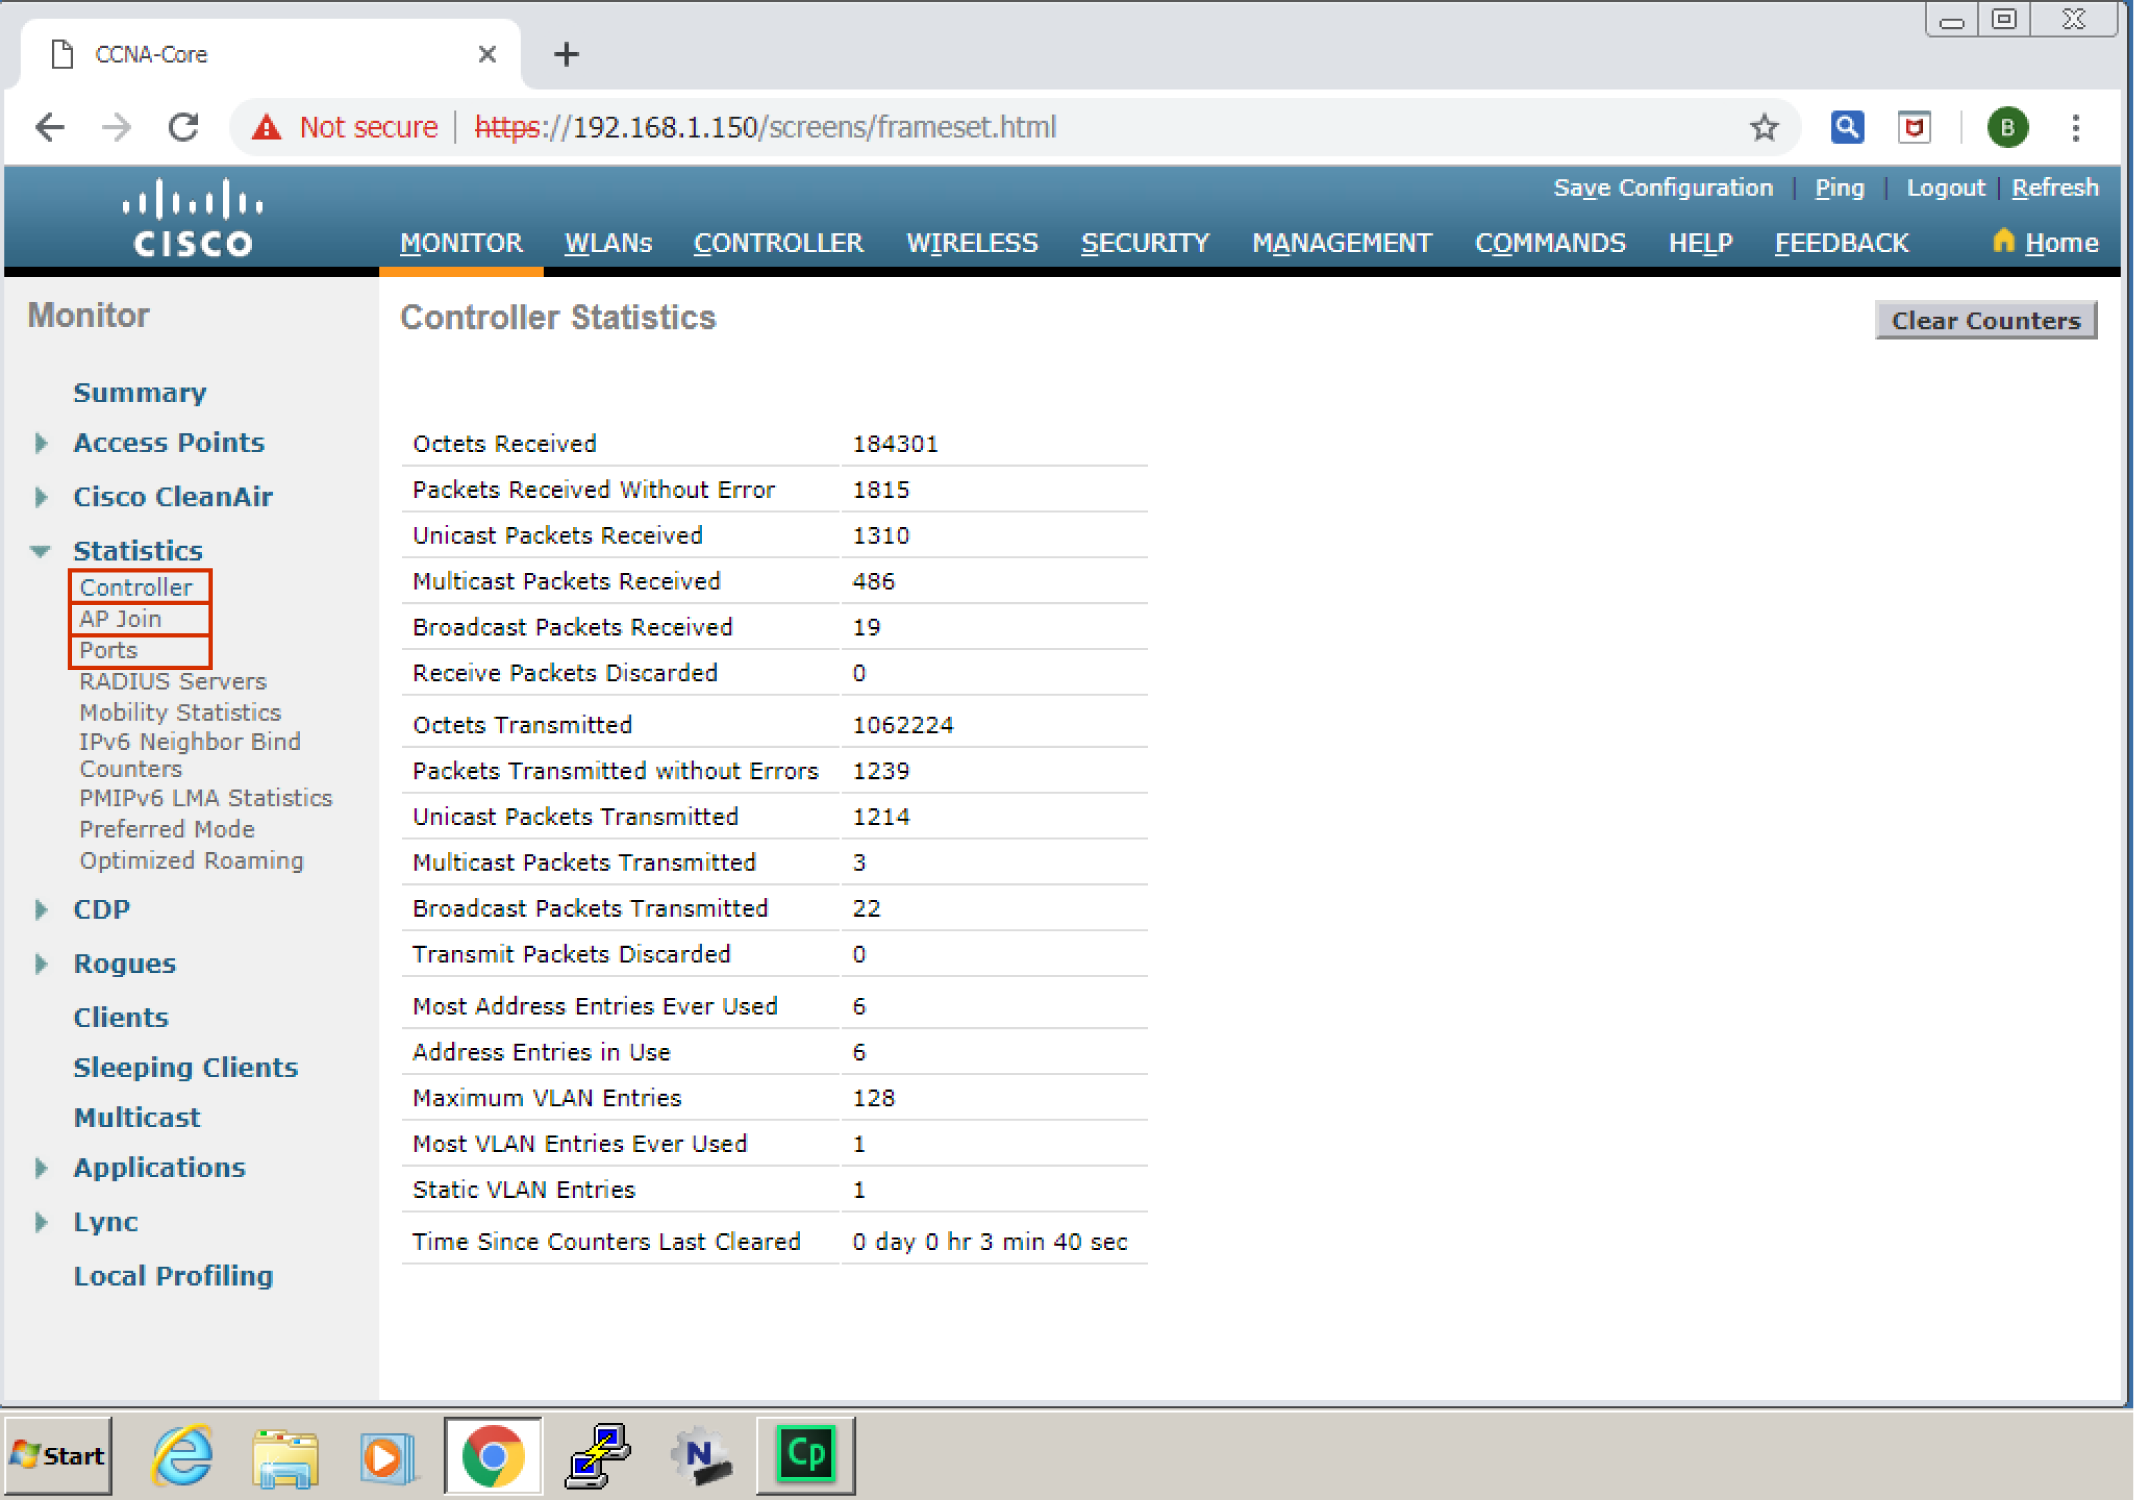 CCNA-Core
Not secure | https://192.168.1.150/screens/frameset.html
B
Save Configuration | Ping | Logout | Refresh
CISCO
MONITOR WLANs CONTROLLER WIRELESS SECURITY MANAGEMENT COMMANDS HELP FEEDBACK Home
Monitor
Summary
Access Points
Cisco CleanAir
Statistics
Controller
AP Join
Ports
RADIUS Servers
Mobility Statistics
IPv6 Neighbor Bind
Counters
PMIPv6 LMA Statistics
Preferred Mode
Optimized Roaming
CDP
Rogues
Clients
Sleeping Clients
Multicast
Applications
Lync
Local Profiling
Controller Statistics
Clear Counters
Octets Received 184301
Packets Received Without Error 1815
Unicast Packets Received 1310
Multicast Packets Received 486
Broadcast Packets Received 19
Receive Packets Discarded 0
Octets Transmitted 1062224
Packets Transmitted without Errors 1239
Unicast Packets Transmitted 1214
Multicast Packets Transmitted 3
Broadcast Packets Transmitted 22
Transmit Packets Discarded 0
Most Address Entries Ever Used 6
Address Entries in Use 6
Maximum VLAN Entries 128
Most VLAN Entries Ever Used 1
Static VLAN Entries 1
Time Since Counters Last Cleared 0 day 0 hr 3 min 40 sec
Start
N
Cp